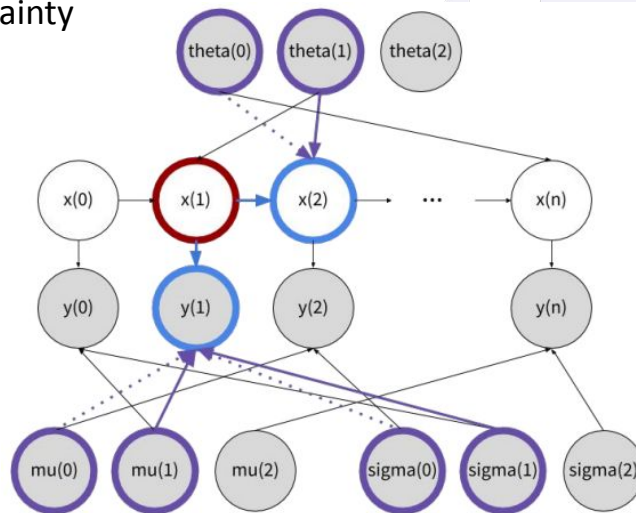 ainty
theta(0) theta(1) theta(2)
x(0) x(1) x(2) ... x(n)
y(0) y(1) y(2) y(n)
mu(0) mu(1) mu(2) sigma(0) sigma(1) sigma(2)